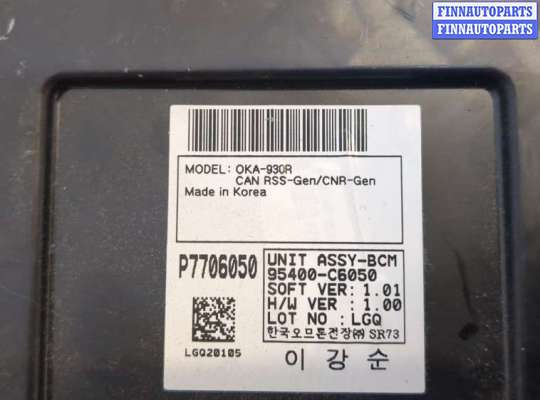 FINNAUTOPARTS
FINNAUTOPARTS
MODEL: OKA-930R
CAN RSS-Gen/CNR-Gen
Made in Korea
P7706050
UNIT ASSY-BCM
95400-C6050
SOFT VER: 1.01
H/W VER : 1.00
LOT NO : LGQ
한국오므론전장㈜ SR73
LGQ20105
이 강 순